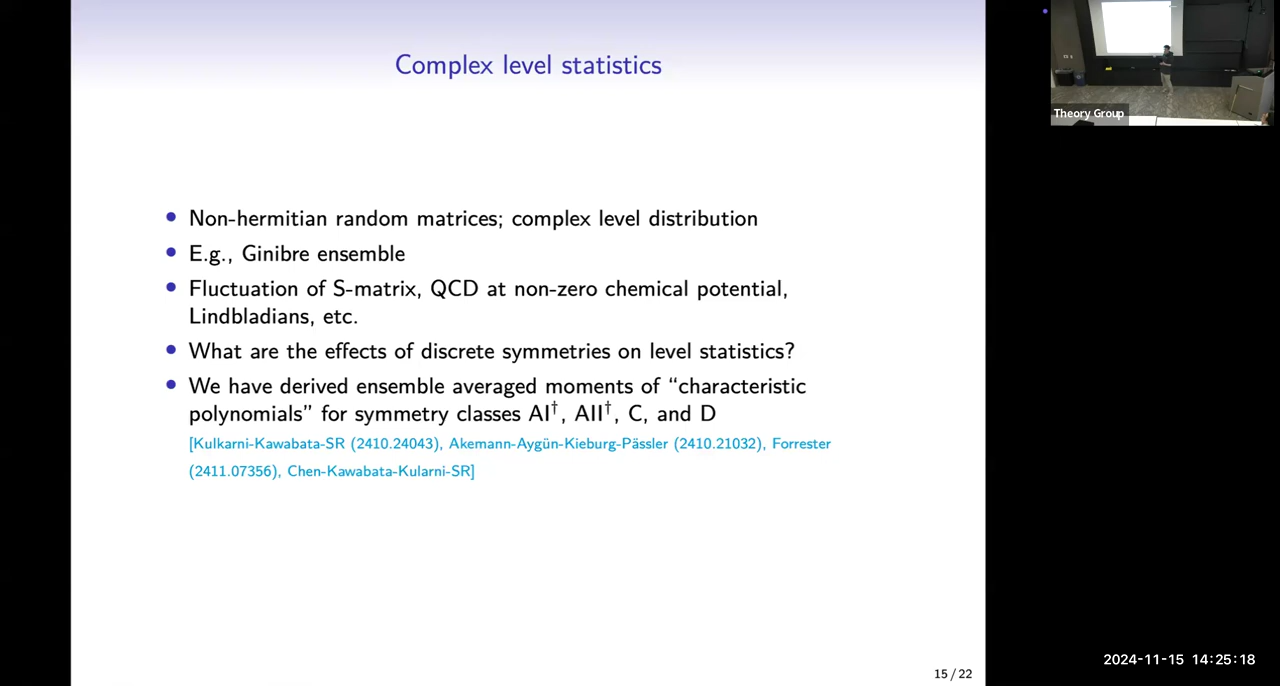 Complex level statistics
Non-hermitian random matrices; complex level distribution
E.g., Ginibre ensemble
Fluctuation of S-matrix, QCD at non-zero chemical potential,
Lindbladians, etc.
What are the effects of discrete symmetries on level statistics?
We have derived ensemble averaged moments of “characteristic
polynomials” for symmetry classes AI†, AII†, C, and D
[Kulkarni-Kawabata-SR (2410.24043), Akemann-Aygün-Kieburg-Pässler (2410.21032), Forrester
(2411.07356), Chen-Kawabata-Kularni-SR]
15 / 22
Theory Group
2024-11-15 14:25:18